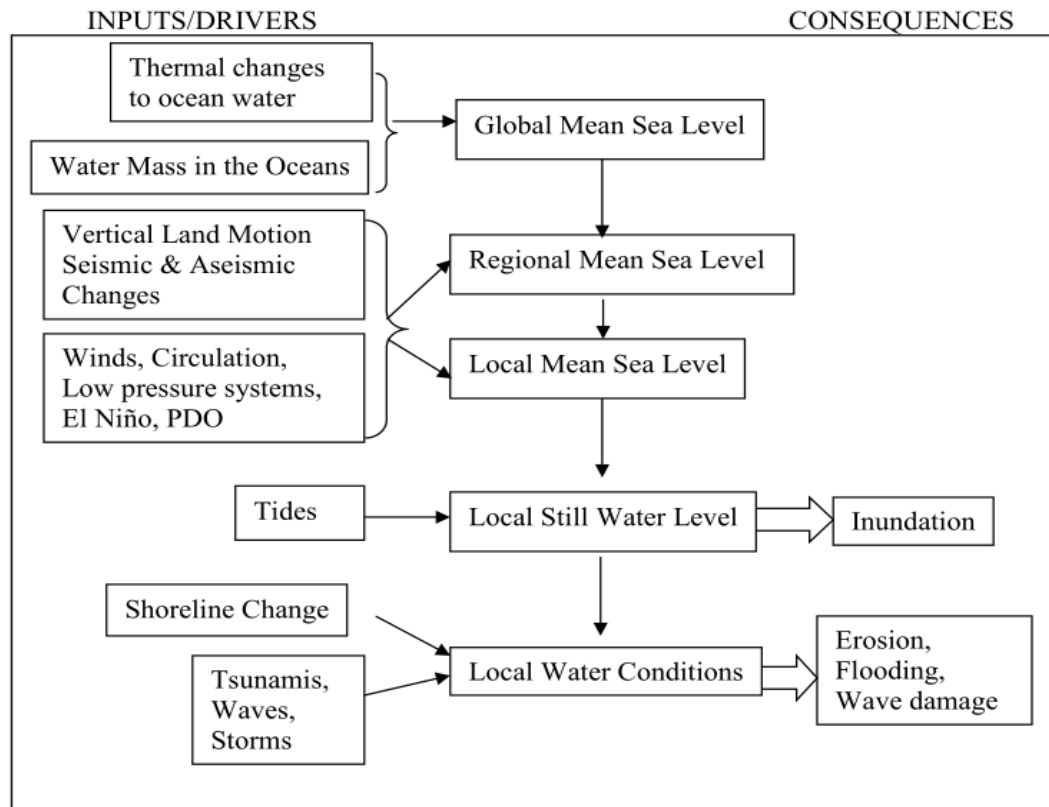 INPUTS/DRIVERS
CONSEQUENCES
Thermal changes
to ocean water
Global Mean Sea Level
Water Mass in the Oceans
Vertical Land Motion
Seismic & Aseismic
Changes
Regional Mean Sea Level
Winds, Circulation,
Low pressure systems,
El Niño, PDO
Local Mean Sea Level
Tides
Local Still Water Level
Inundation
Shoreline Change
Tsunamis,
Waves,
Storms
Local Water Conditions
Erosion,
Flooding,
Wave damage